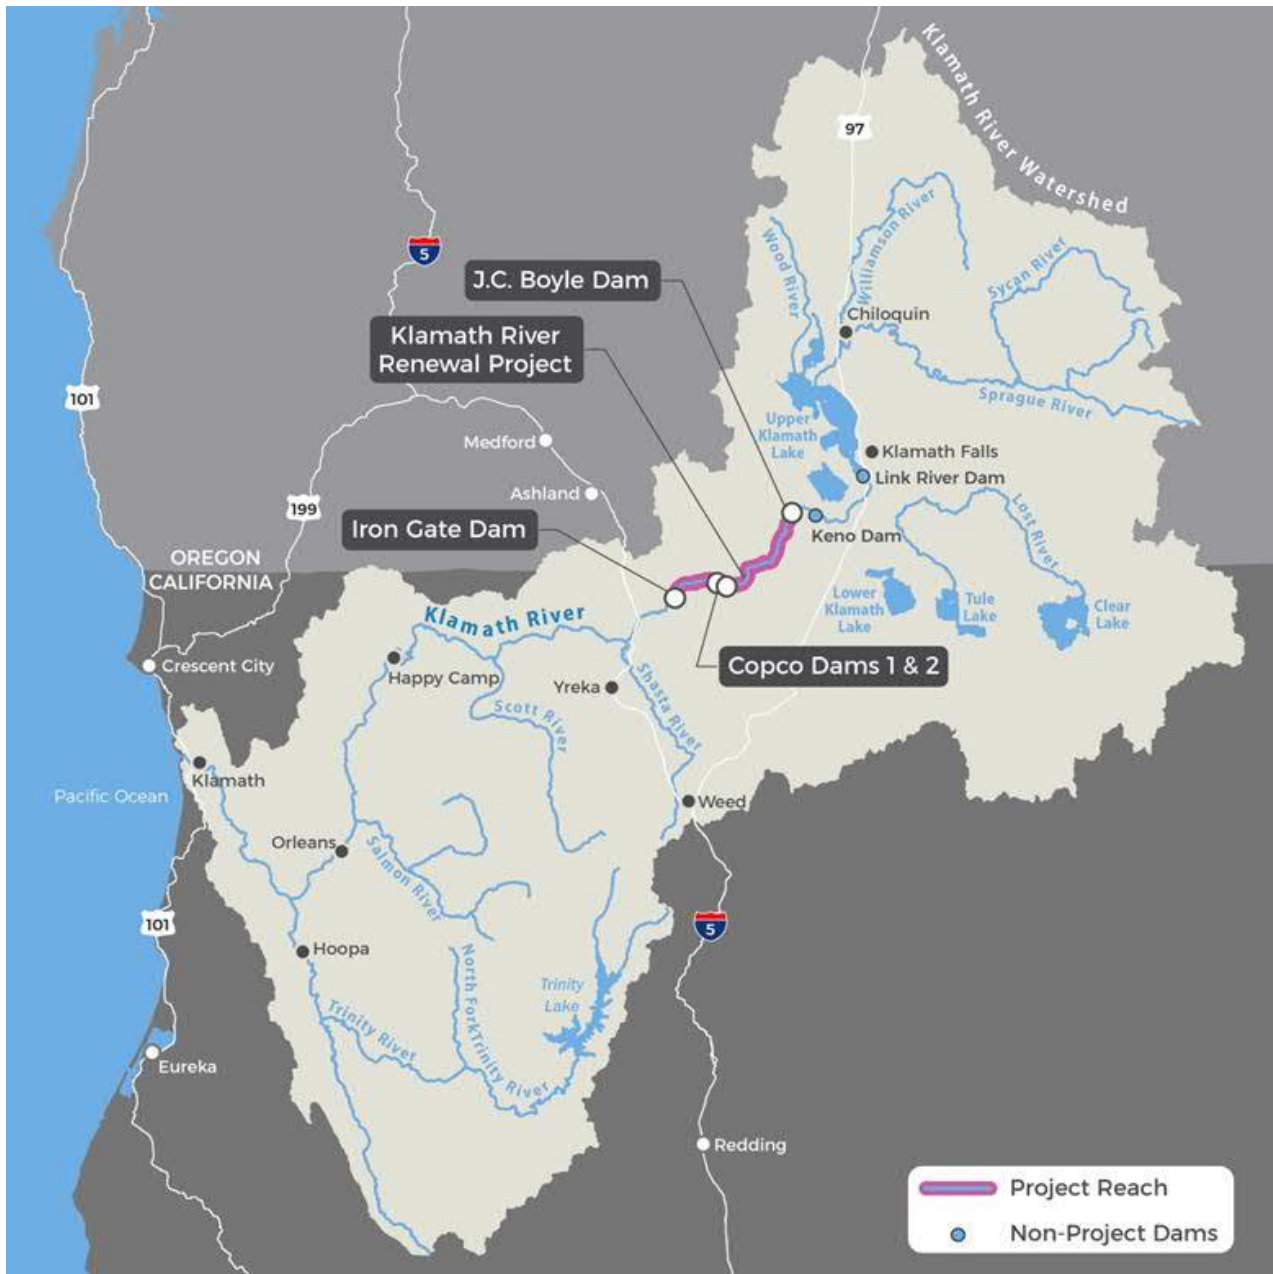 Klamath River Watershed
97
5
Wood River
Williamson River
Sycan River
J.C. Boyle Dam
Chiloquin
Klamath River
Renewal Project
101
Sprague River
Upper
Klamath
Lake
Medford
Klamath Falls
Link River Dam
Ashland
199
Iron Gate Dam
Keno Dam
Lost River
OREGON
CALIFORNIA
Lower
Klamath
Lake
Tule
Lake
Clear
Lake
Klamath River
Crescent City
Happy Camp
Yreka
Shasta River
Copco Dams 1 & 2
Scott River
Klamath
Pacific Ocean
Weed
Orleans
Salmon River
101
5
Hoopa
North Fork Trinity River
Trinity
Lake
Trinity River
Eureka
Redding
Project Reach
Non-Project Dams